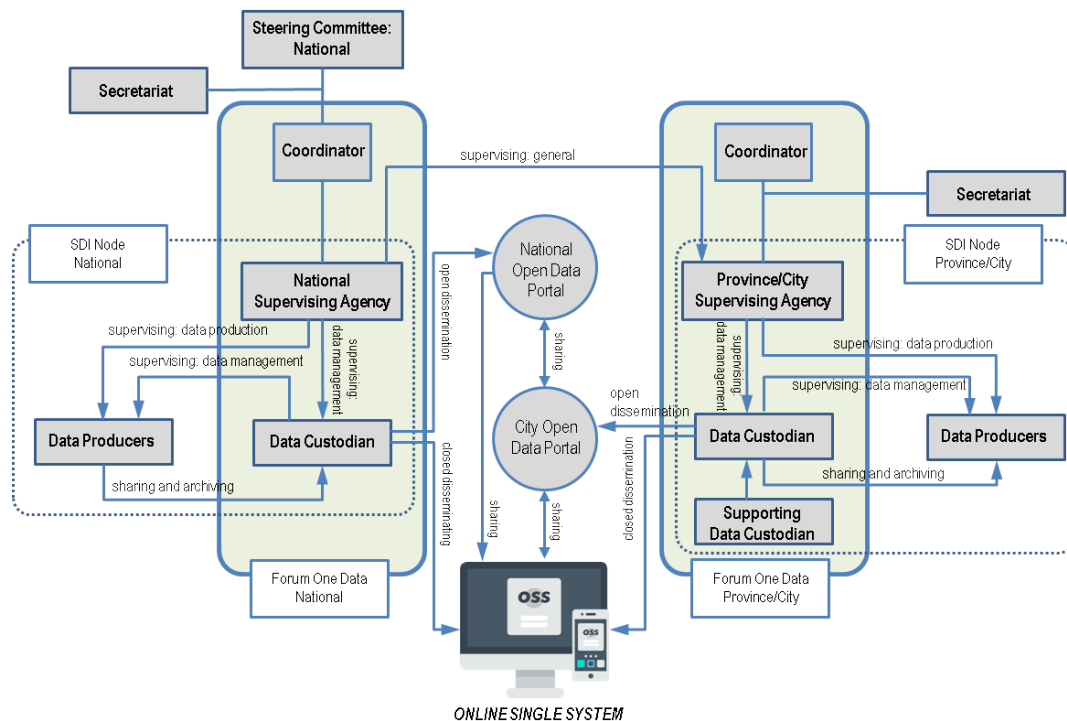 Steering Committee:
National
Secretariat
Coordinator
supervising: general
Coordinator
Secretariat
SDI Node
National
National
Open Data
Portal
SDI Node
Province/City
National
Supervising Agency
open dissemination
Province/City
Supervising Agency
supervising: data production
supervising: data management
supervising:
data management
sharing
supervising:
data management
supervising: data production
supervising: data management
open
dissemination
Data Producers
Data Custodian
City Open
Data Portal
Data Custodian
Data Producers
sharing and archiving
closed disseminating
sharing
sharing
closed dissemination
sharing and archiving
Supporting
Data Custodian
Forum One Data
National
OSS
OSS
Forum One Data
Province/City
ONLINE SINGLE SYSTEM